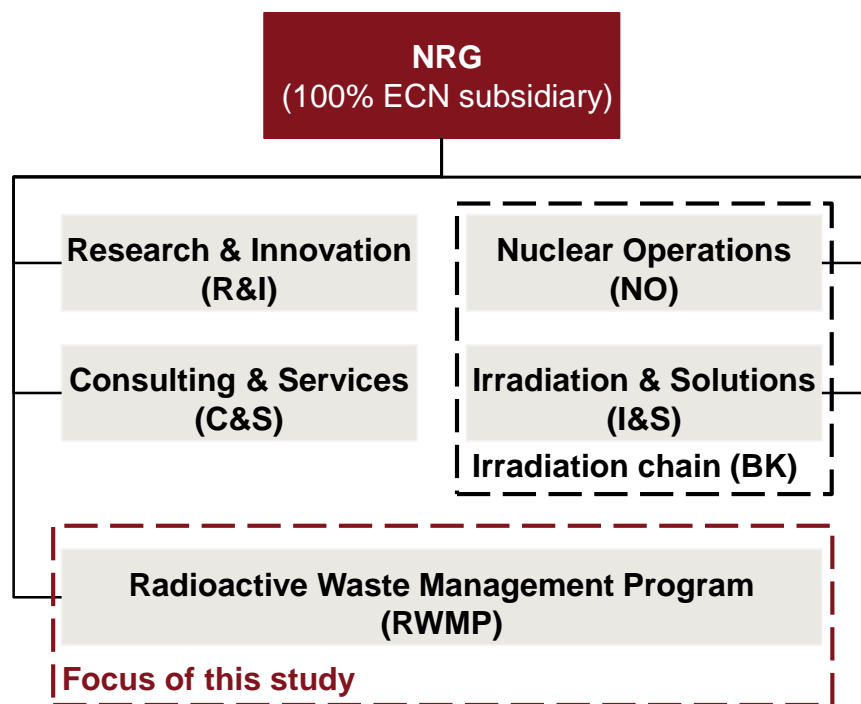 NRG
(100% ECN subsidiary)
Research & Innovation
(R&I)
Nuclear Operations
(NO)
Consulting & Services
(C&S)
Irradiation & Solutions
(I&S)
Irradiation chain (BK)
Radioactive Waste Management Program
(RWMP)
Focus of this study